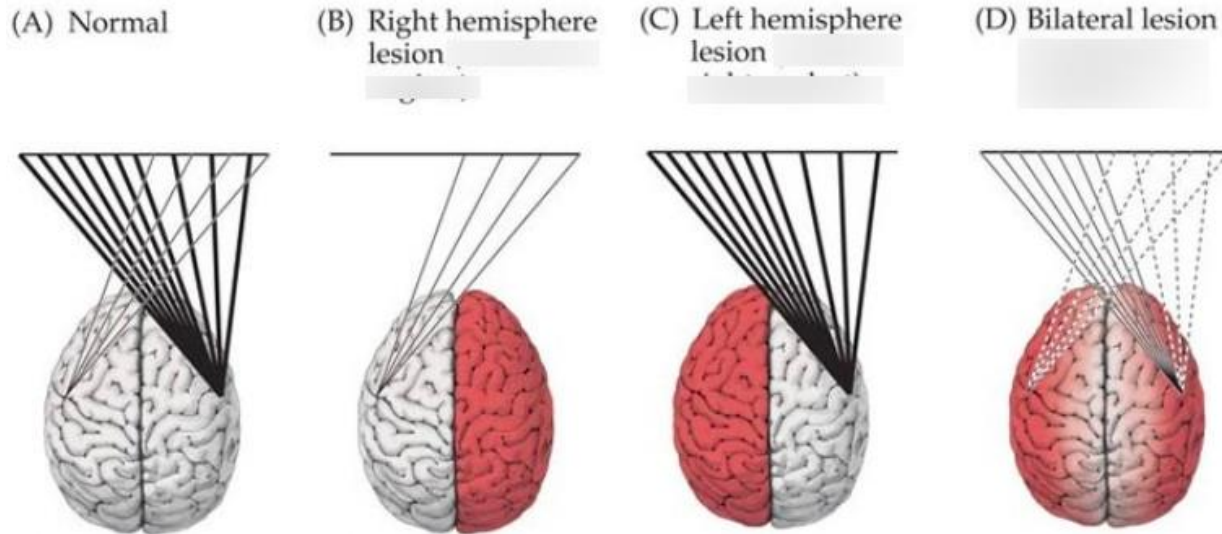 (A) Normal
(B) Right hemisphere
lesion
(C) Left hemisphere
lesion
(D) Bilateral lesion